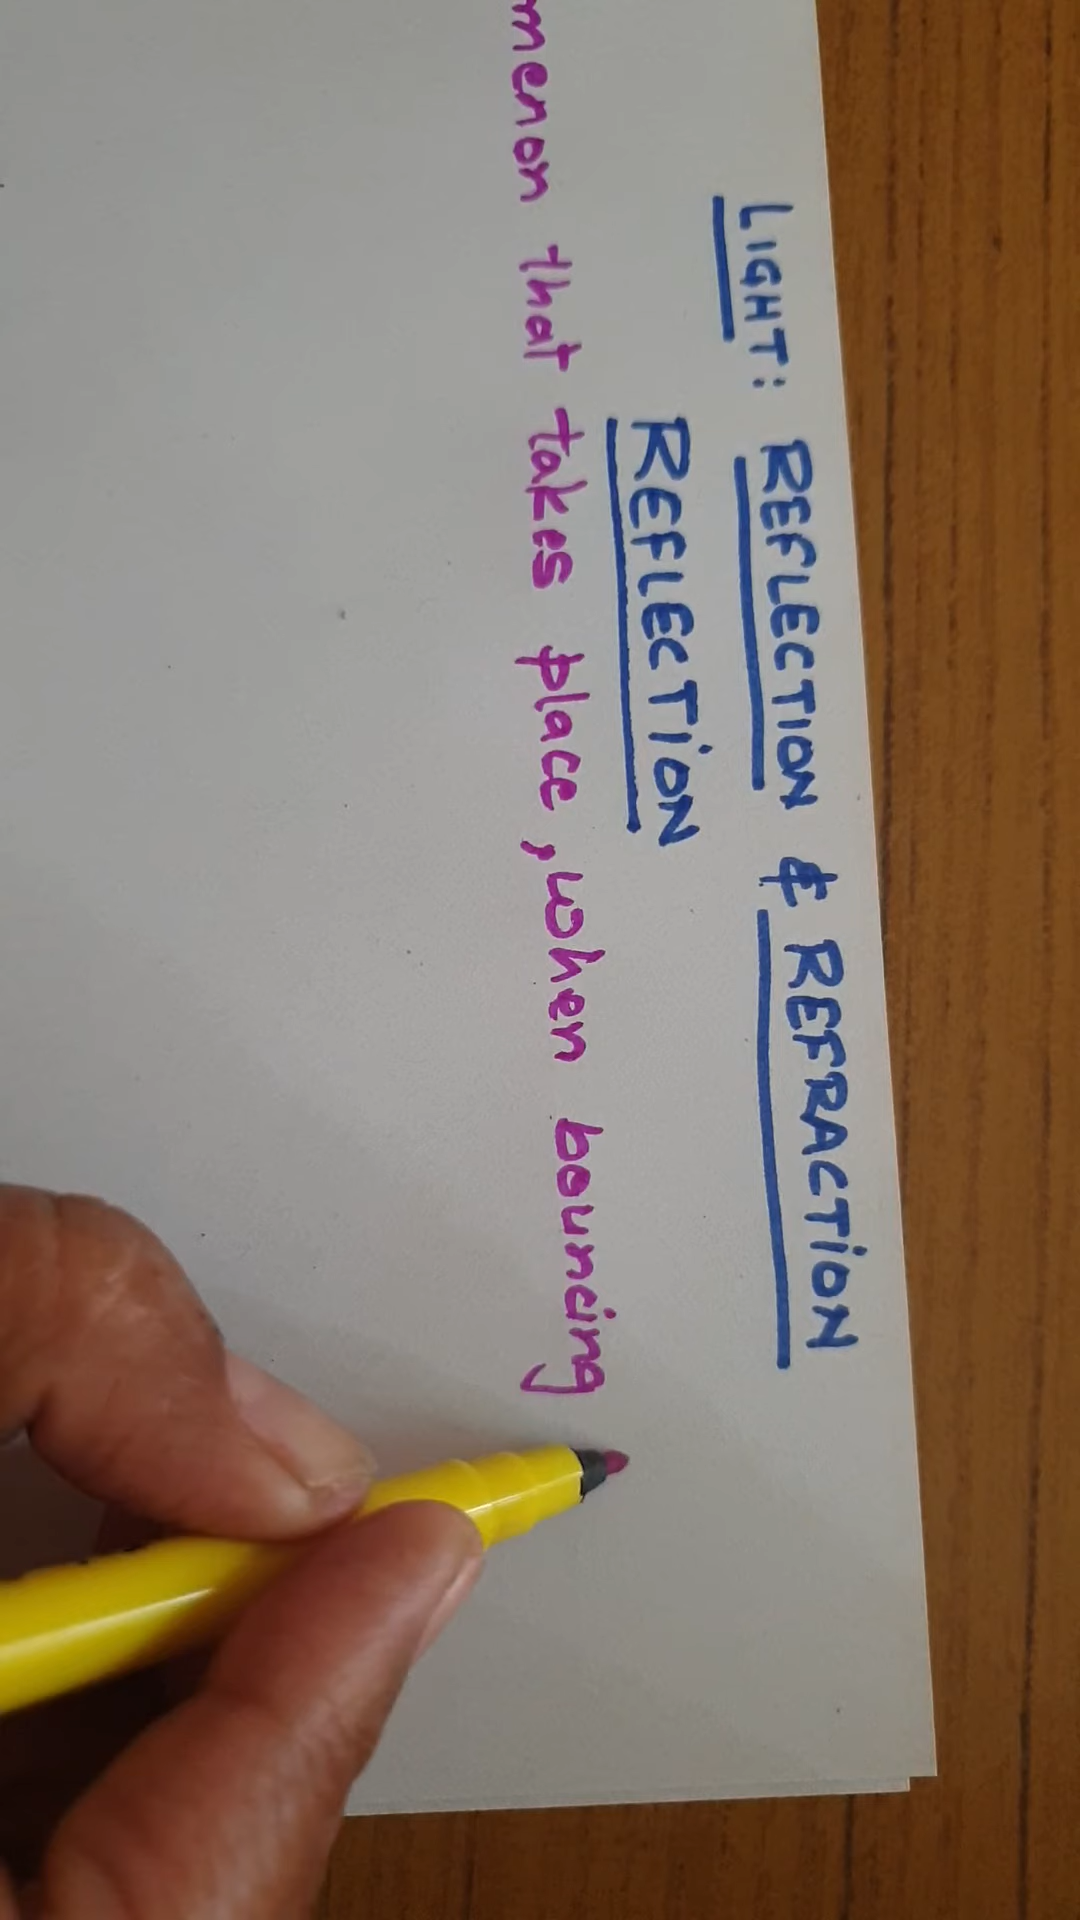 LIGHT: REFLECTION & REFRACTION
REFLECTION
menon that takes place, when bouncing